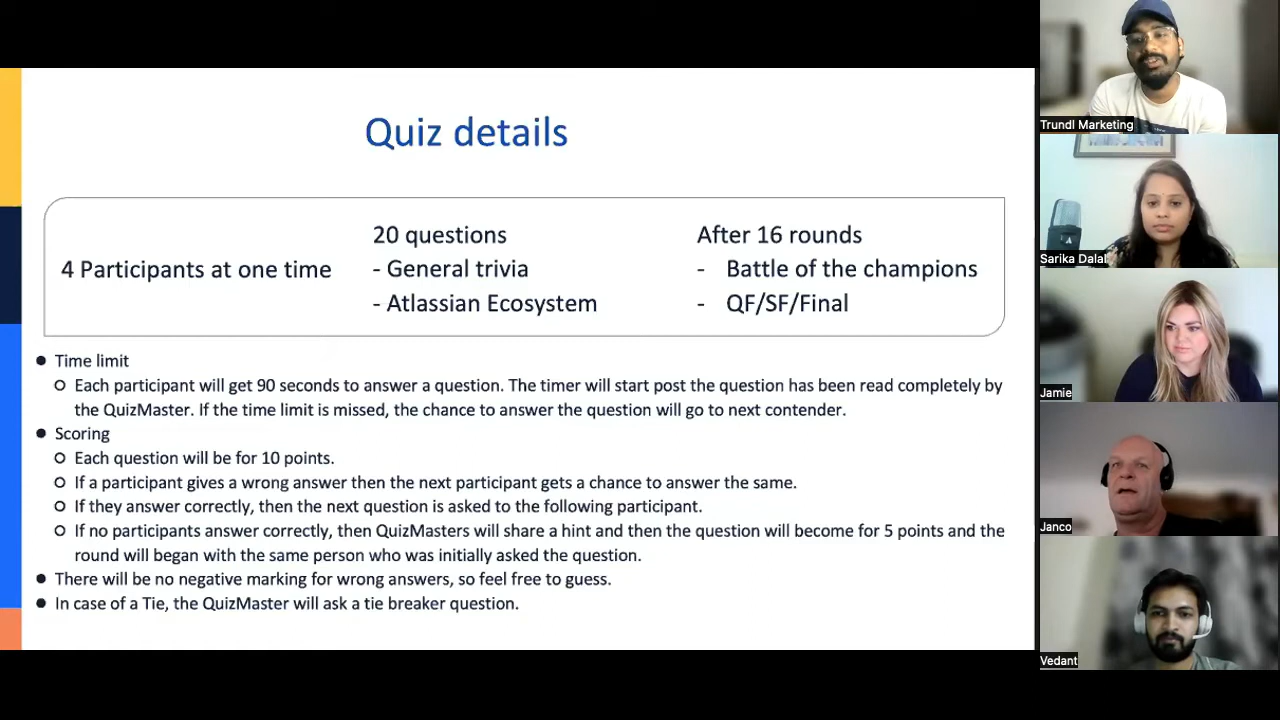 Quiz details
4 Participants at one time
20 questions
- General trivia
- Atlassian Ecosystem
After 16 rounds
- Battle of the champions
- QF/SF/Final
● Time limit
○ Each participant will get 90 seconds to answer a question. The timer will start post the question has been read completely by
the QuizMaster. If the time limit is missed, the chance to answer the question will go to next contender.
● Scoring
○ Each question will be for 10 points.
○ If a participant gives a wrong answer then the next participant gets a chance to answer the same.
○ If they answer correctly, then the next question is asked to the following participant.
○ If no participants answer correctly, then QuizMasters will share a hint and then the question will become for 5 points and the
round will began with the same person who was initially asked the question.
● There will be no negative marking for wrong answers, so feel free to guess.
● In case of a Tie, the QuizMaster will ask a tie breaker question.
Trundl Marketing
Sarika Dalal
Jamie
Janco
Vedant